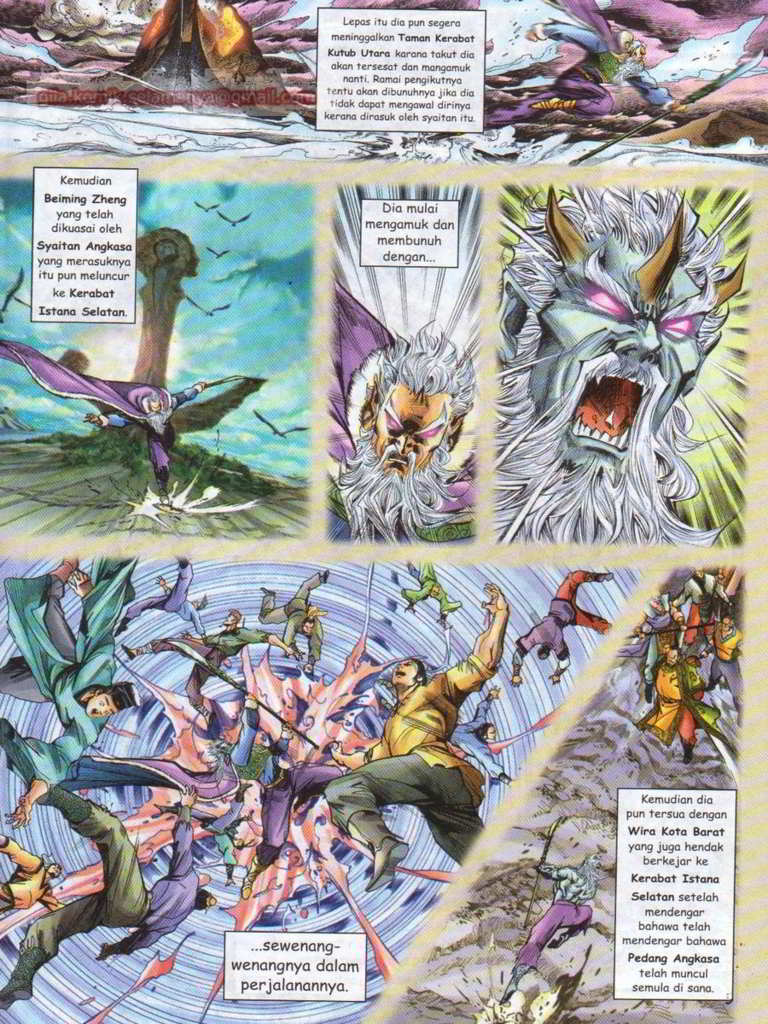 Lepas itu dia pun segera
meninggalkan Taman Kerabat
Kutub Utara karana takut dia
akan tersesat dan mangamuk
nanti. Ramai pengikutnya
tentu akan dibunuhnya jika dia
tidak dapat mengawal dirinya
kerana dirasuk oleh syaitan itu.
Kemudian
Beiming Zheng
yang telah
dikuasai oleh
Syaitan Angkasa
yang merasuknya
itu pun meluncur
ke Kerabat
Istana Selatan.
Dia mulai
mengamuk dan
membunuh
dengan...
...sewenang-
wenangnya dalam
perjalanannya.
Kemudian dia
pun tersua dengan
Wira Kota Barat
yang juga hendak
berkejar ke
Kerabat Istana
Selatan setelah
mendengar
bahawa telah
mendengar bahawa
Pedang Angkasa
telah muncul
semula di sana.